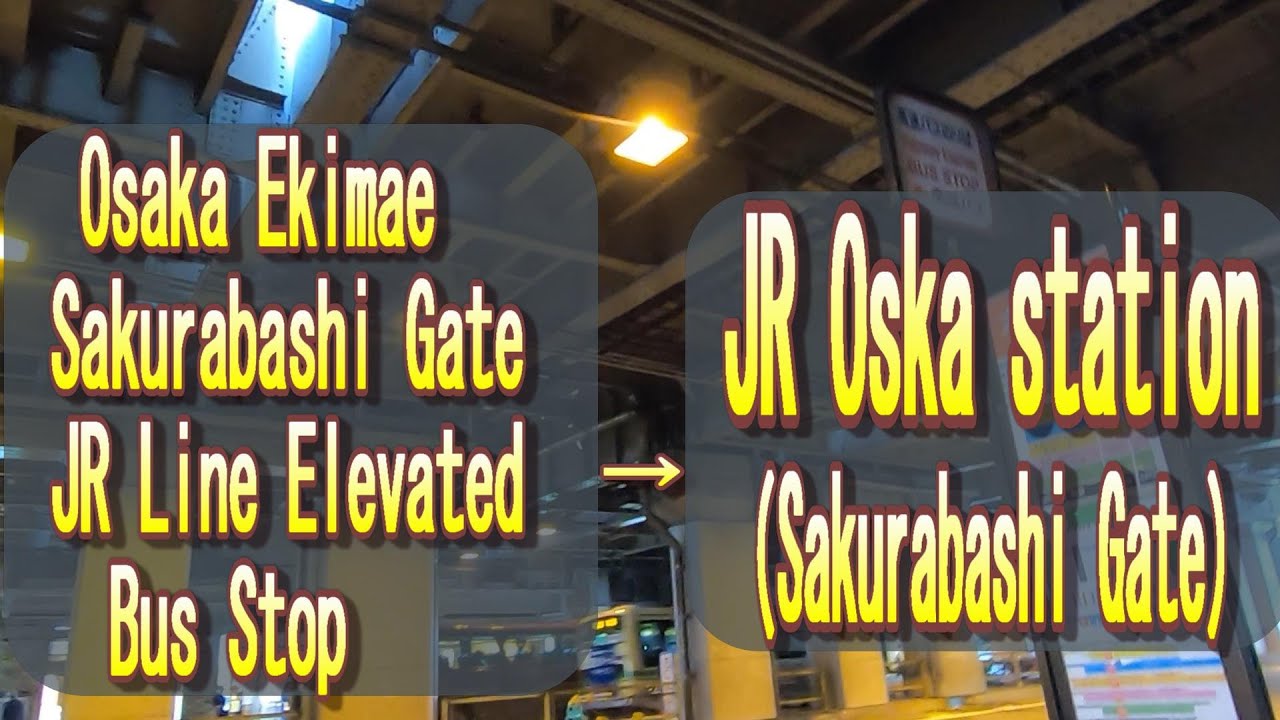 Osaka Ekimae
Sakurabashi Gate
JR Line Elevated
Bus Stop
→
JR Oska station
(Sakurabashi Gate)
BUS STOP